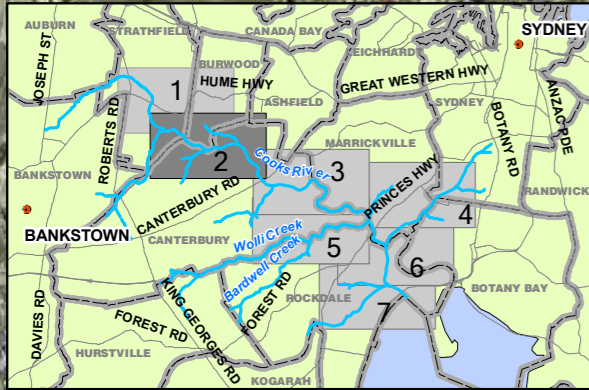 AUBURN
STRATHFIELD
CANADA BAY
SYDNEY
JOSEPH ST
BURWOOD
LEICHHARDT
1
HUME HWY
GREAT WESTERN HWY
ASHFIELD
SYDNEY
ANZAC PDE
ROBERTS RD
BOTANY RD
2
MARRICKVILLE
Cooks River
3
BANKSTOWN
PRINCES HWY
RANDWICK
CANTERBURY RD
4
BANKSTOWN
CANTERBURY
Wolli Creek
5
Bardwell Creek
6
KING GEORGES RD
FOREST RD
ROCKDALE
BOTANY BAY
DAVIES RD
FOREST RD
7
HURSTVILLE
KOGARAH